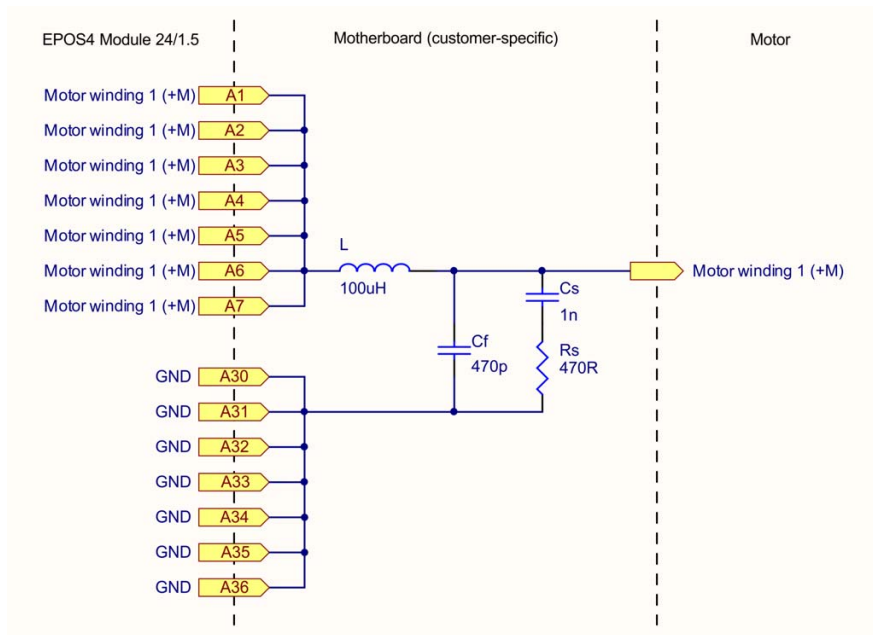 EPOS4 Module 24/1.5
Motherboard (customer-specific)
Motor
Motor winding 1 (+M) A1
Motor winding 1 (+M) A2
Motor winding 1 (+M) A3
Motor winding 1 (+M) A4
Motor winding 1 (+M) A5
Motor winding 1 (+M) A6
Motor winding 1 (+M) A7
L
100uH
Motor winding 1 (+M)
Cs
1n
Cf
470p
Rs
470R
GND A30
GND A31
GND A32
GND A33
GND A34
GND A35
GND A36